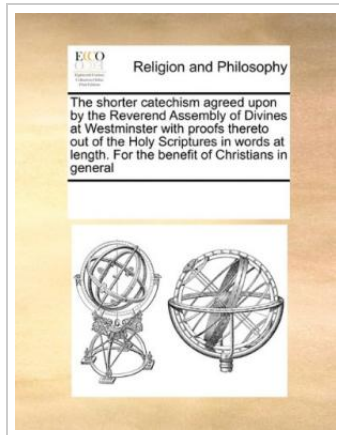 ECCO
Religion and Philosophy
The shorter catechism agreed upon
by the Reverend Assembly of Divines
at Westminster with proofs thereto
out of the Holy Scriptures in words at
length. For the benefit of Christians in
general